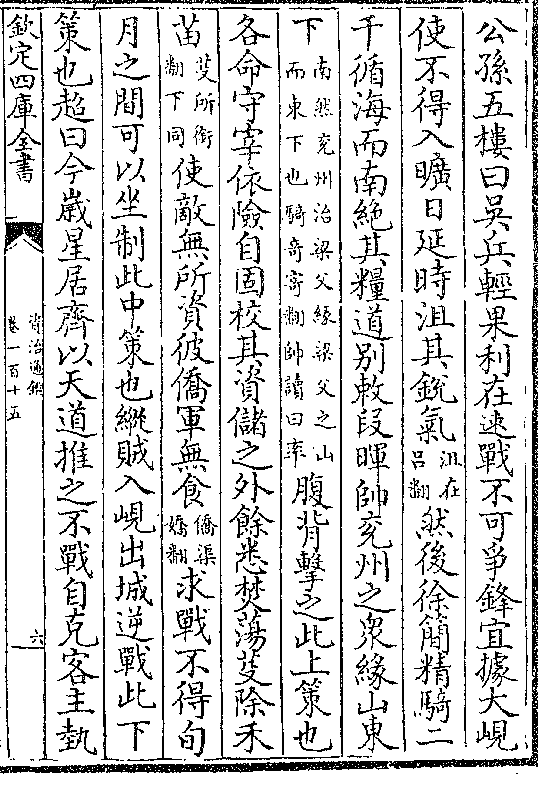 公孫五樓曰吳兵輕果利在速戰不可爭鋒宜據大峴
使不得入曠日延時沮其銳氣沮在呂翻然後徐簡精騎二
千循海而南絶其糧道别敕段暉帥兖州之衆緣山東
下南燕兖州治梁父緣梁父之山而東下也騎奇寄翻帥讀曰率腹背擊之此上策也
各命守宰依險自固校其資儲之外餘悉焚蕩芟除禾
苗芟所銜翻下同使敵無所資彼僑軍無食僑渠嬌翻求戰不得旬
月之間可以坐制此中策也縱賊入峴出城逆戰此下
策也超曰今歲星居齊以天道推之不戰自克客主埶
欽定四庫全書
資治通鑑
卷一百十五
六